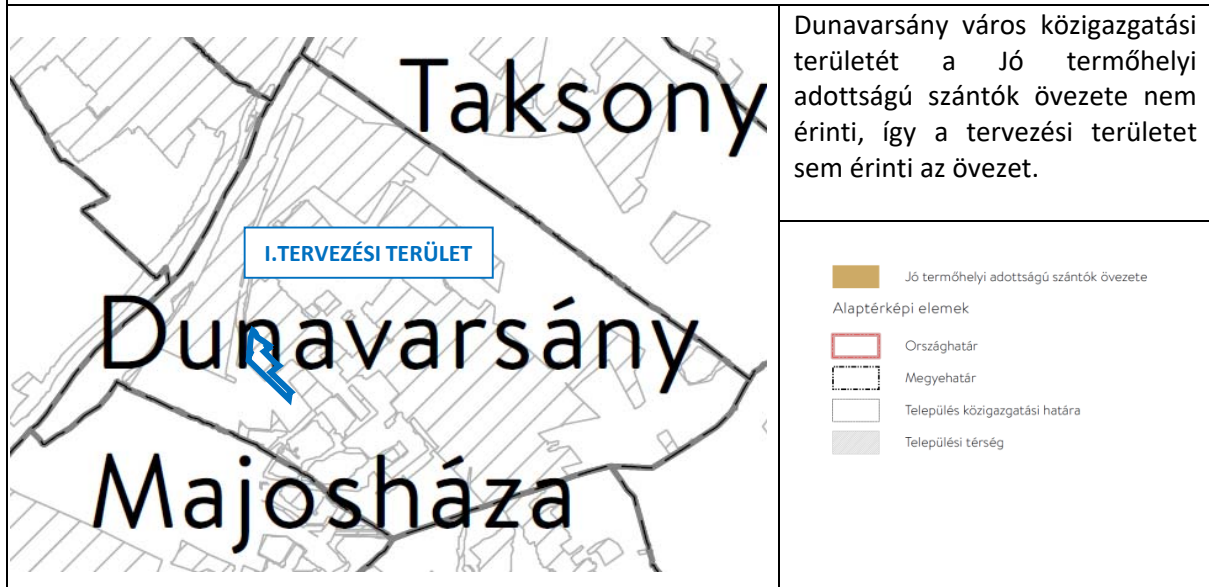 Taksony
I.TERVEZÉSI TERÜLET
Dunavarsány
Majosháza
Dunavarsány város közigazgatási
területét a Jó termőhelyi
adottságú szántók övezete nem
érinti, így a tervezési területet
sem érinti az övezet.
Jó termőhelyi adottságú szántók övezete
Alaptérképi elemek
Országhatár
Megyehatár
Település közigazgatási határa
Települési térség